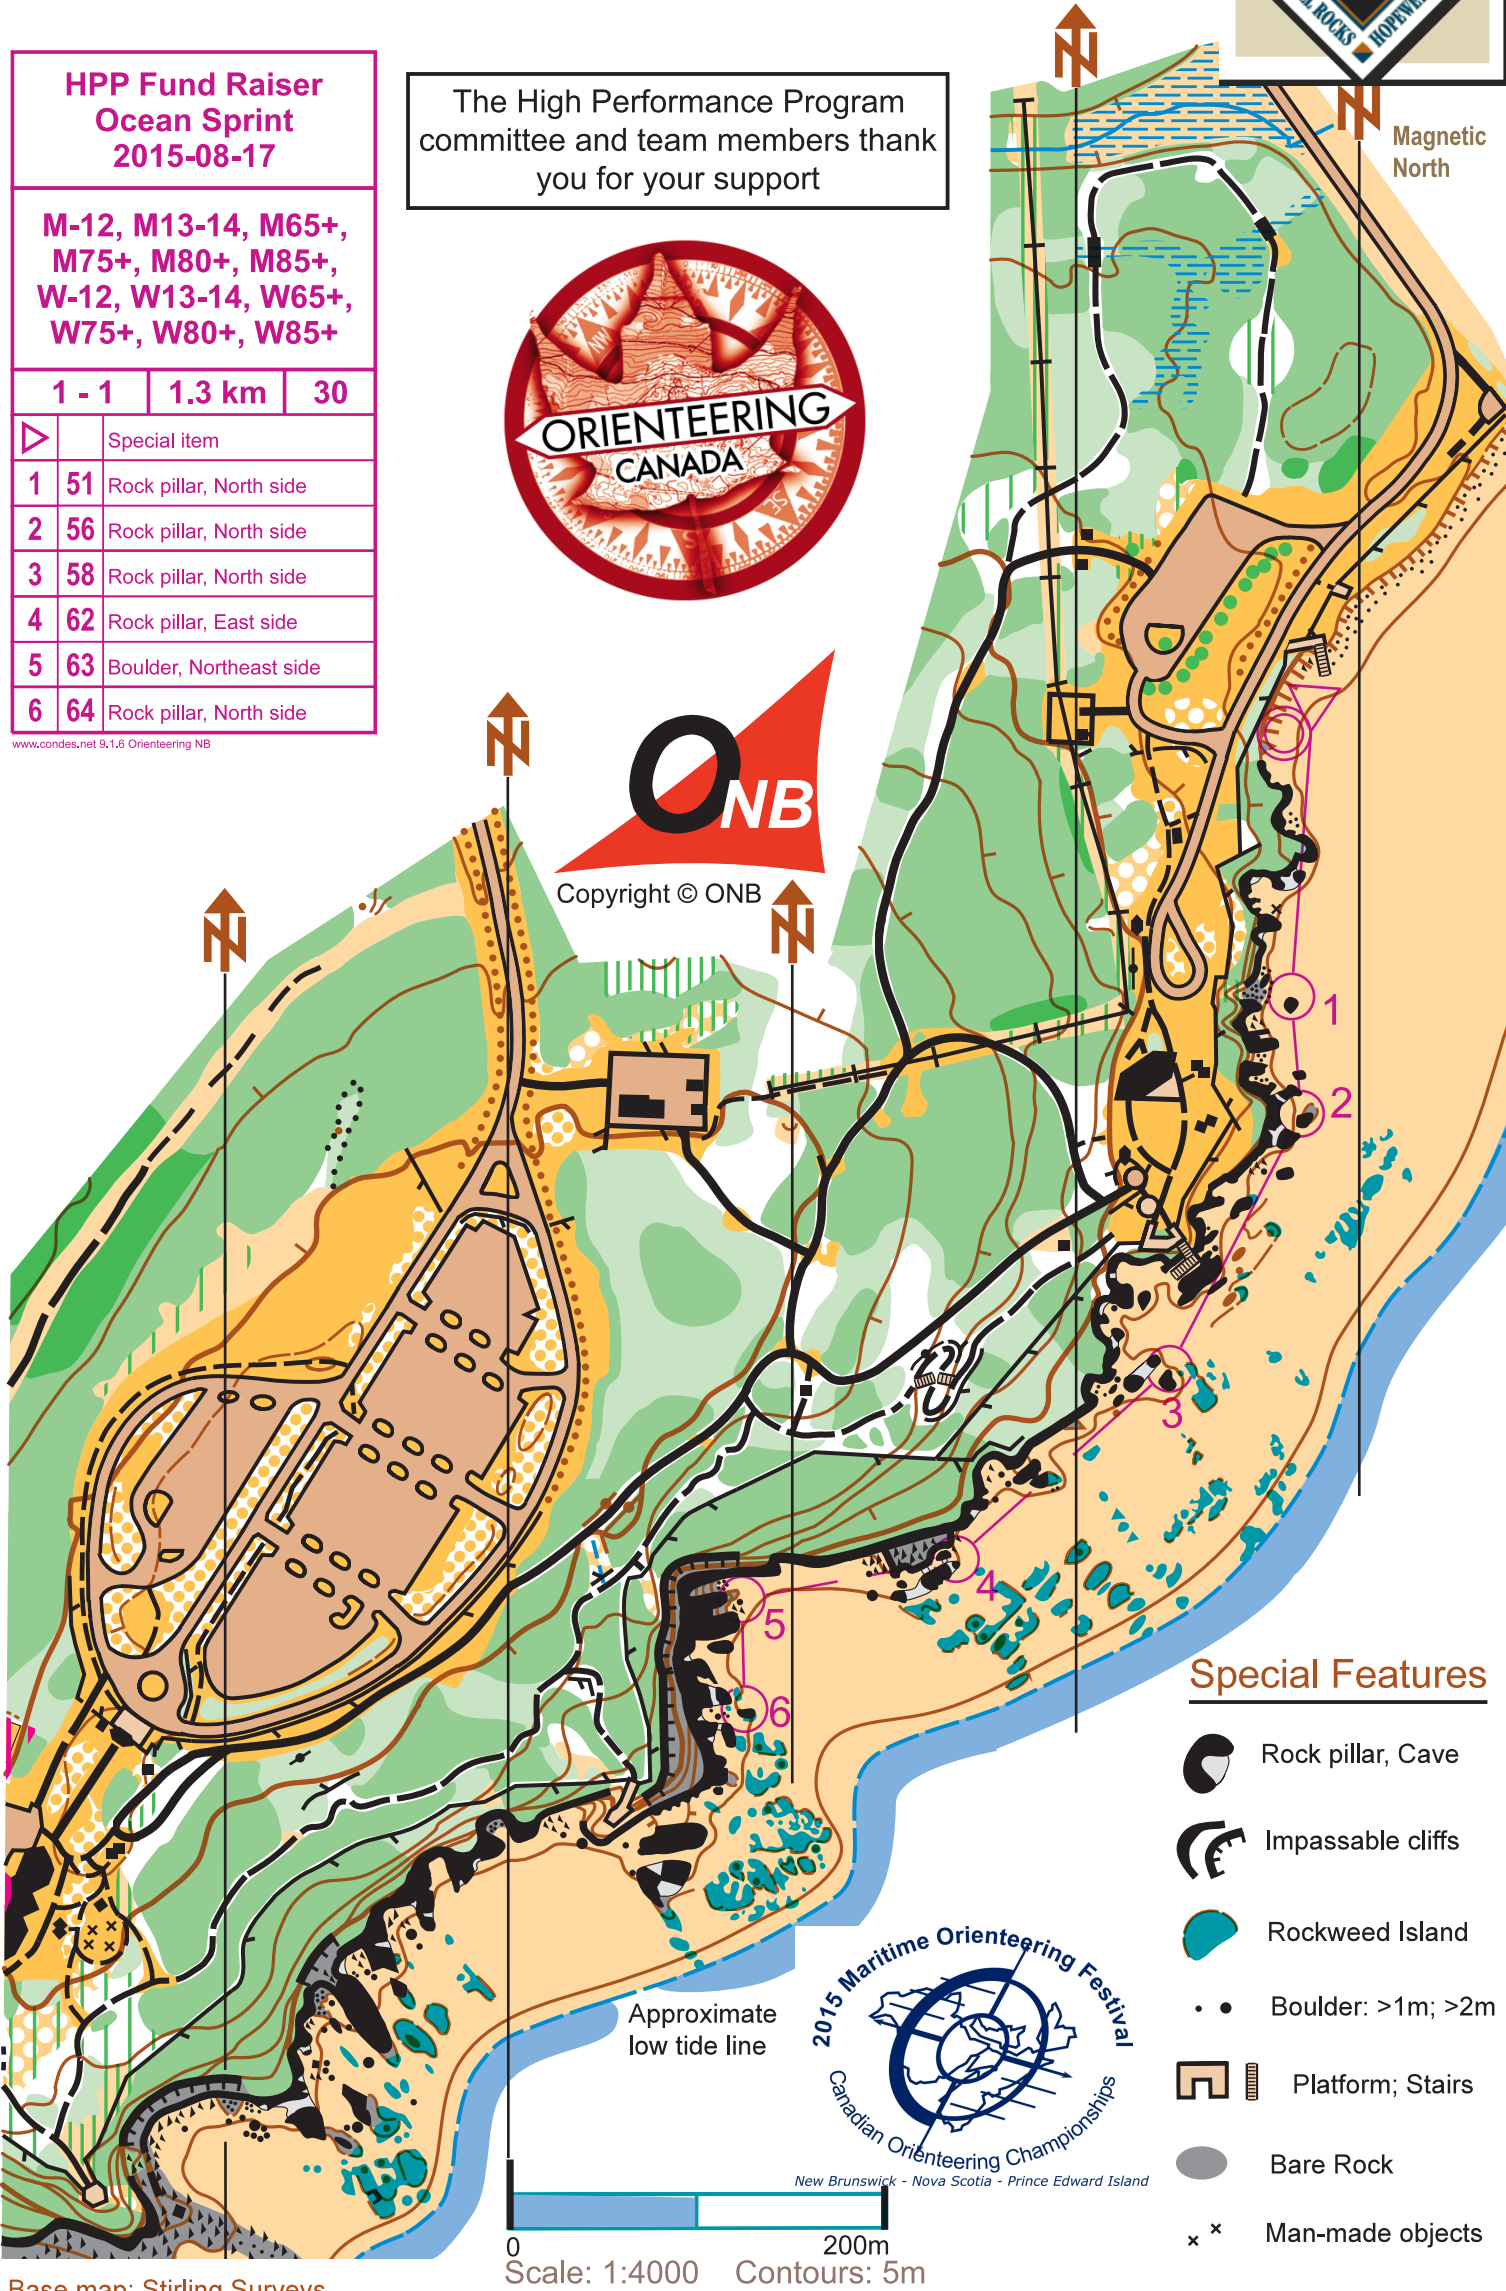 HPP Fund Raiser
Ocean Sprint
2015-08-17
M-12, M13-14, M65+,
M75+, M80+, M85+,
W-12, W13-14, W65+,
W75+, W80+, W85+
1 - 1 1.3 km 30
Special item
1 51 Rock pillar, North side
2 56 Rock pillar, North side
3 58 Rock pillar, North side
4 62 Rock pillar, East side
5 63 Boulder, Northeast side
6 64 Rock pillar, North side
www.condes.net 9.1.6 Orienteering NB
The High Performance Program
committee and team members thank
you for your support
ROCKS HOPEWE
N
N
Magnetic
North
NW
ORIENTEERING
CANADA
SE
S
N
ONB
Copyright © ONB
N
N
1
2
3
4
5
6
Special Features
Rock pillar, Cave
Impassable cliffs
Rockweed Island
Boulder: >1m; >2m
Platform; Stairs
Bare Rock
Man-made objects
Approximate
low tide line
2015 Maritime Orienteering Festival
Canadian Orienteering Championships
New Brunswick - Nova Scotia - Prince Edward Island
0 200m
Scale: 1:4000 Contours: 5m
Base map: Stirling Surveys